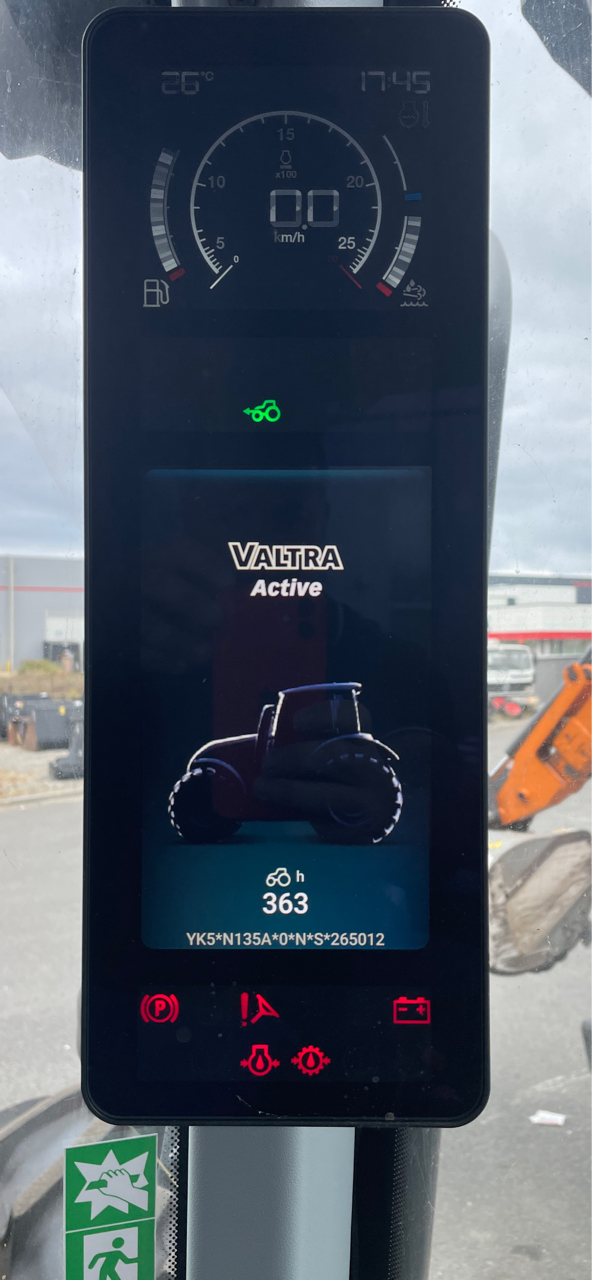 26°C 17:45
15
x100
10 20
0.0
km/h
5 25
0 30
VALTRA
Active
h
363
YK5*N135A*0*N*S*265012
P